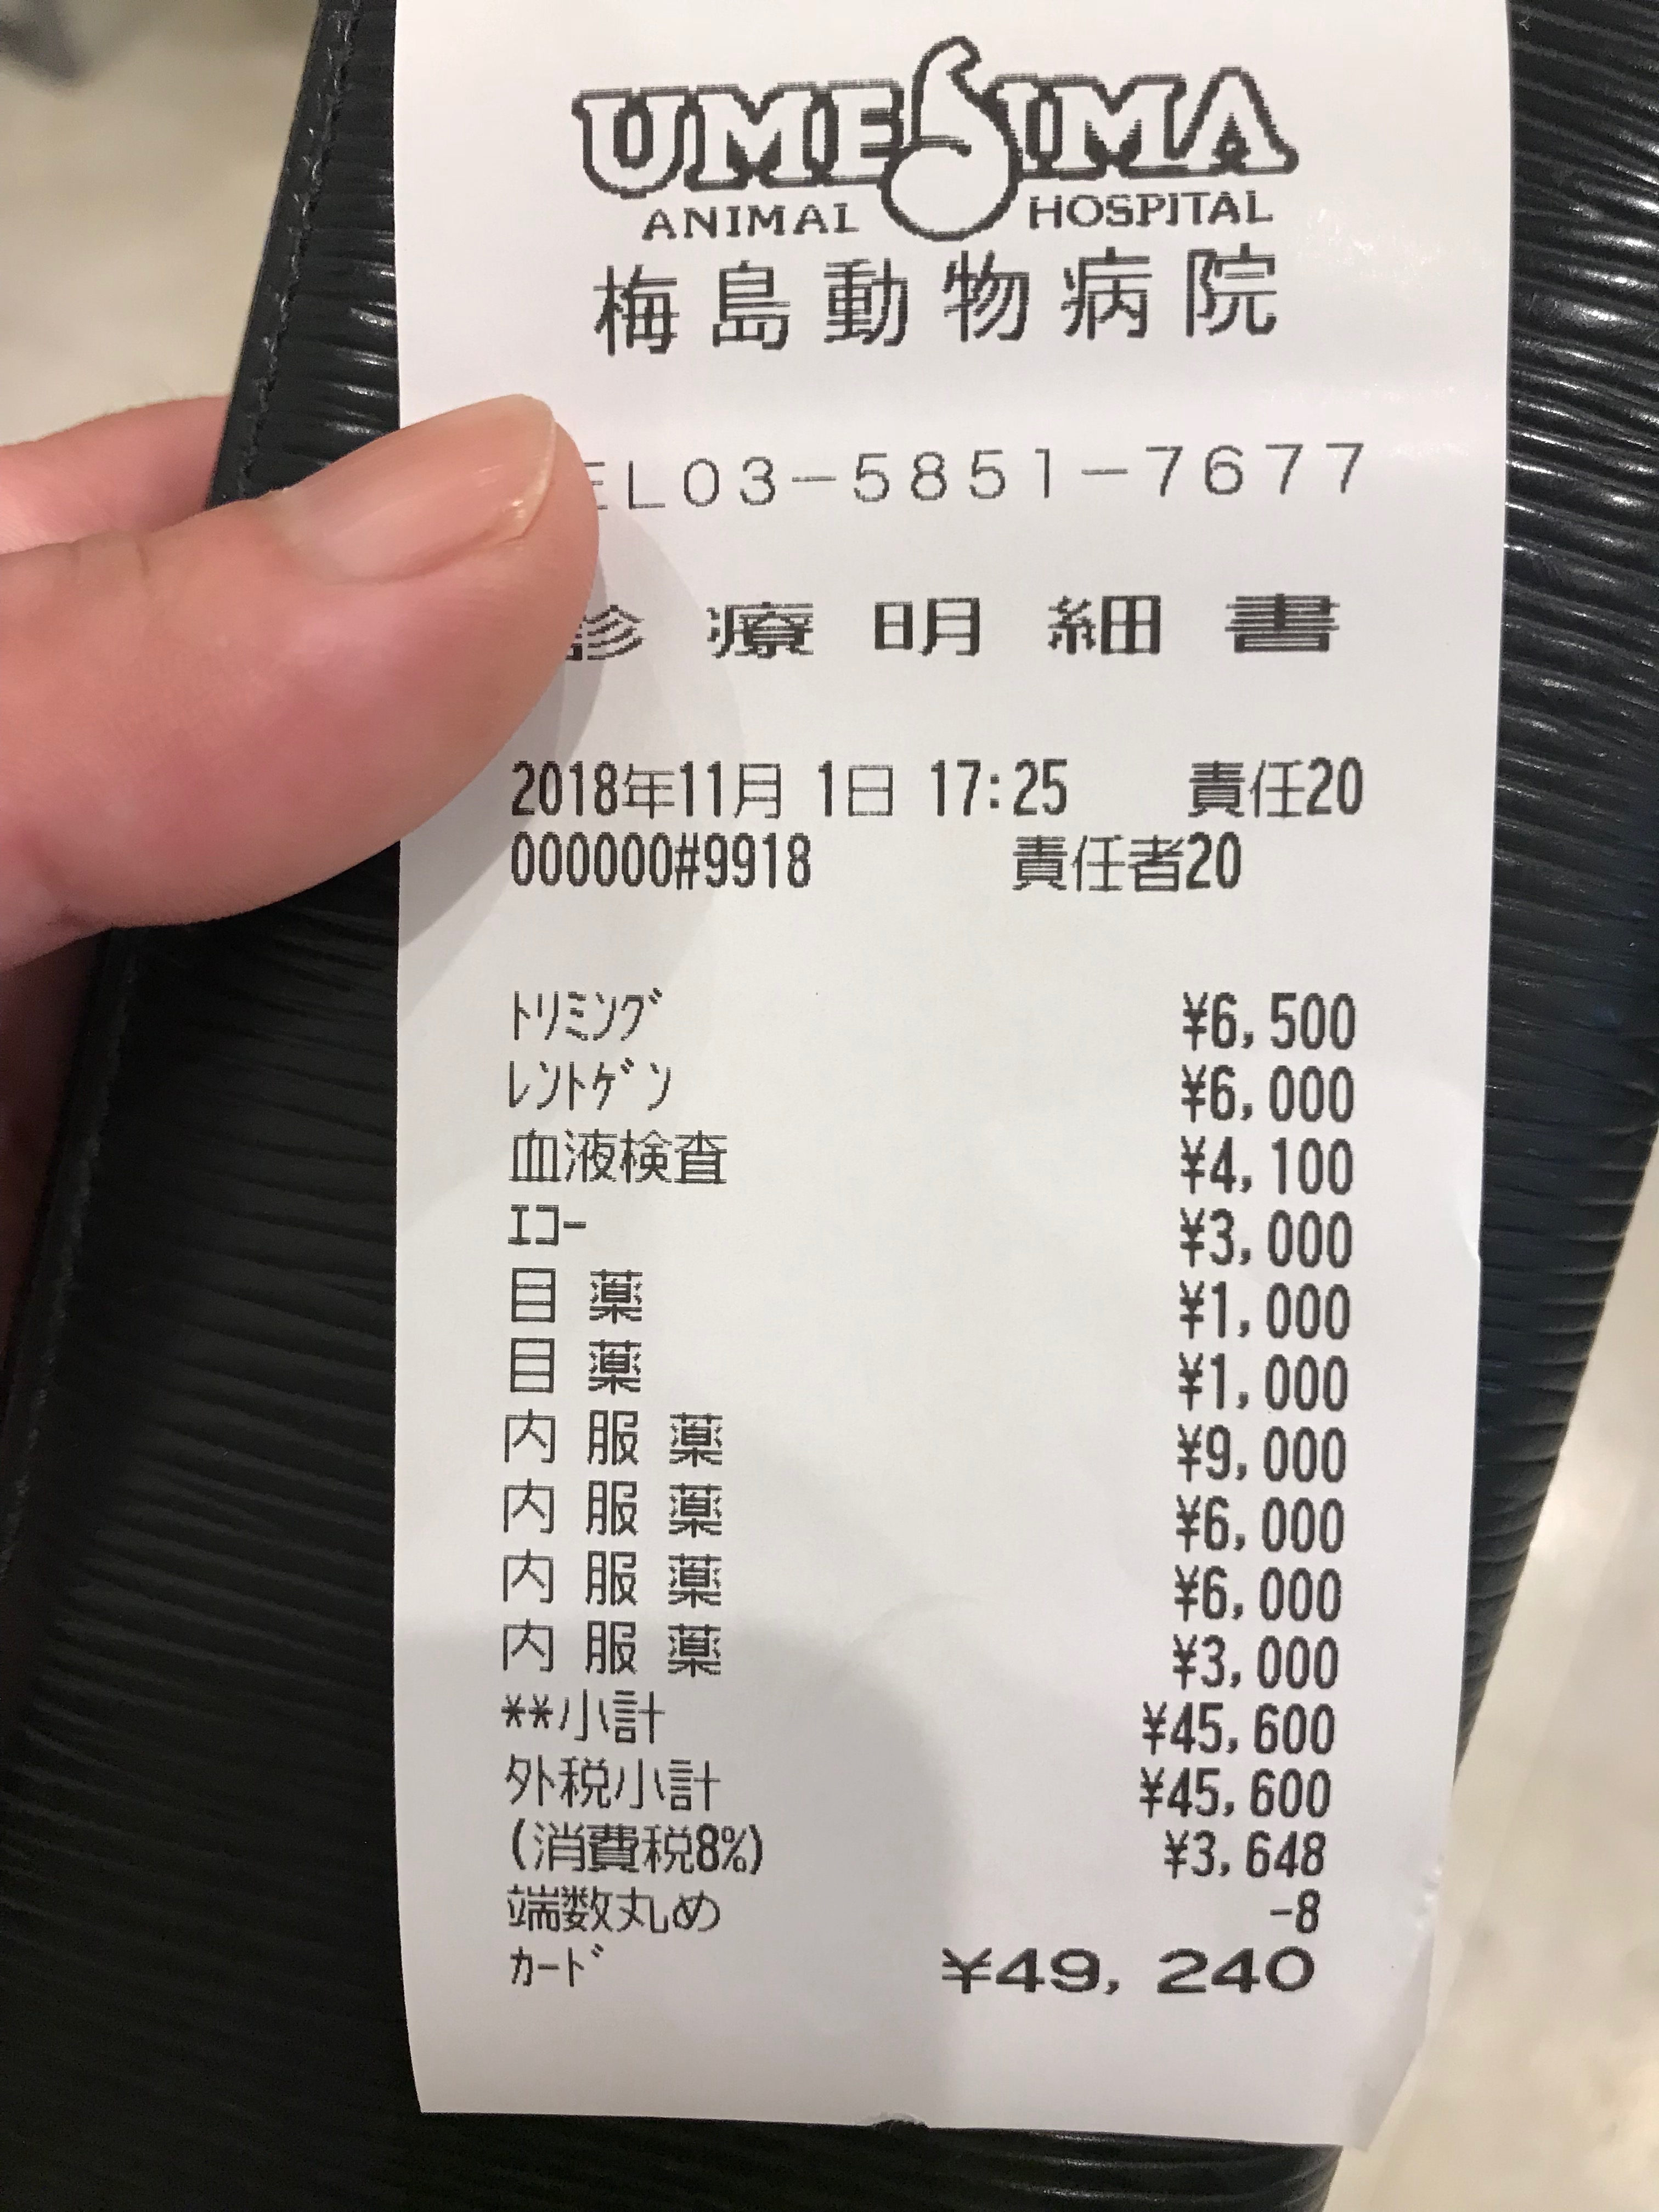 UMESIMA
ANIMAL HOSPITAL
梅島動物病院
EL03-5851-7677
診療明細書
2018年11月 1日 17:25 責任20
000000#9918 責任者20
ﾄﾘﾐﾝｸﾞ ¥6,500
ﾚﾝﾄｹﾞﾝ ¥6,000
血液検査 ¥4,100
ｴｺｰ ¥3,000
目 薬 ¥1,000
目 薬 ¥1,000
内 服 薬 ¥9,000
内 服 薬 ¥6,000
内 服 薬 ¥6,000
内 服 薬 ¥3,000
**小計 ¥45,600
外税小計 ¥45,600
(消費税8%) ¥3,648
端数丸め -8
ｶｰﾄﾞ ¥49,240